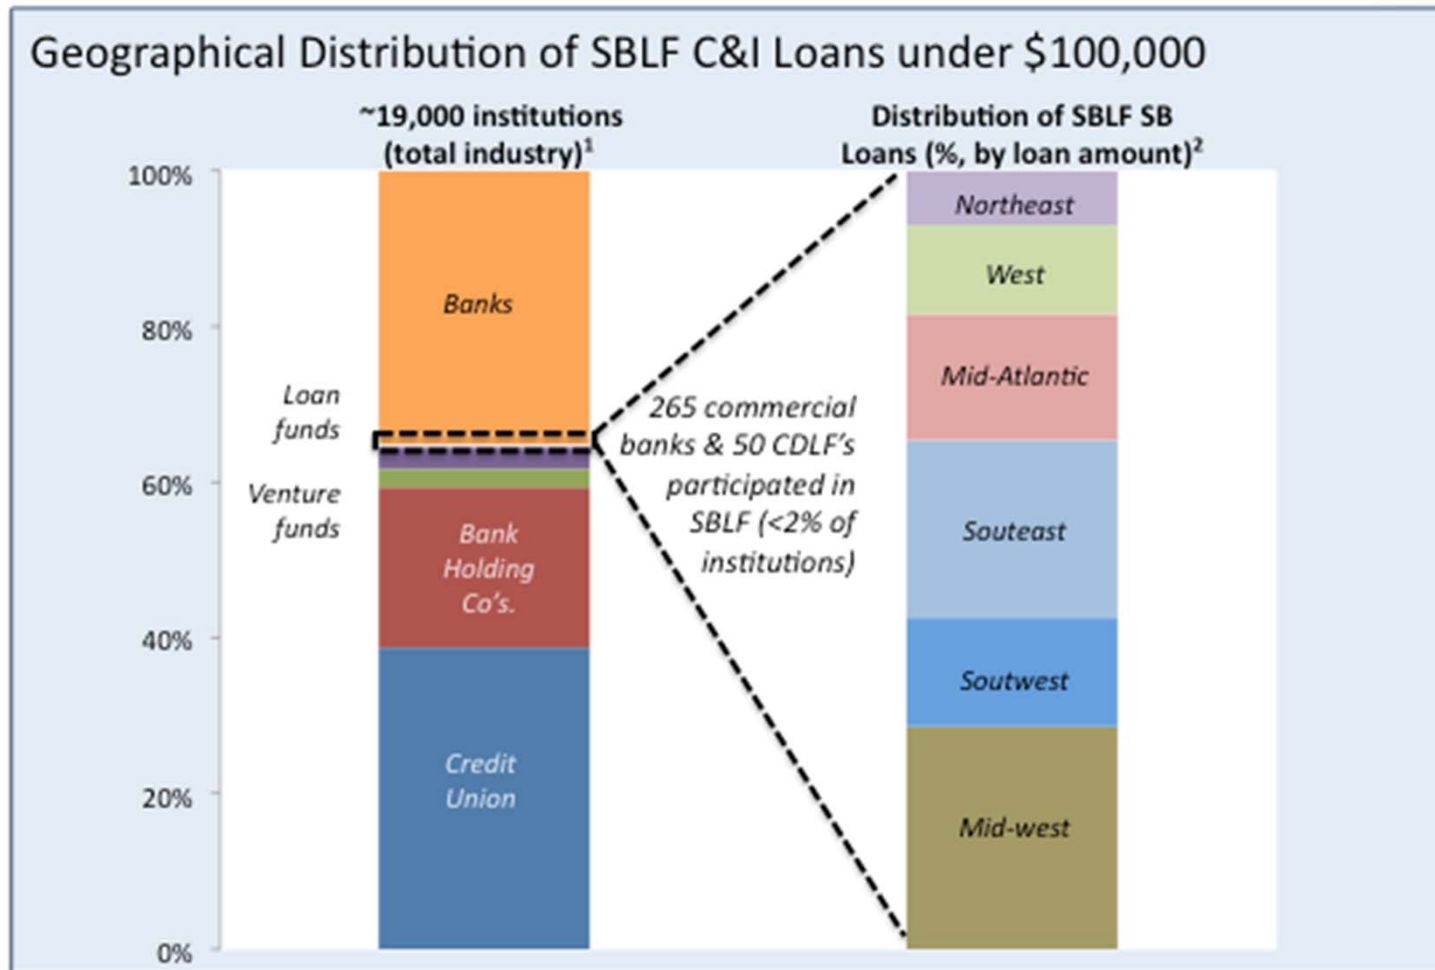 Geographical Distribution of SBLF C&I Loans under $100,000
~19,000 institutions
(total industry)¹
Distribution of SBLF SB
Loans (%, by loan amount)²
100%
80%
60%
40%
20%
0%
Loan
funds
Venture
funds
Banks
Bank
Holding
Co's.
Credit
Union
265 commercial
banks & 50 CDLF's
participated in
SBLF (<2% of
institutions)
Northeast
West
Mid-Atlantic
Souteast
Soutwest
Mid-west